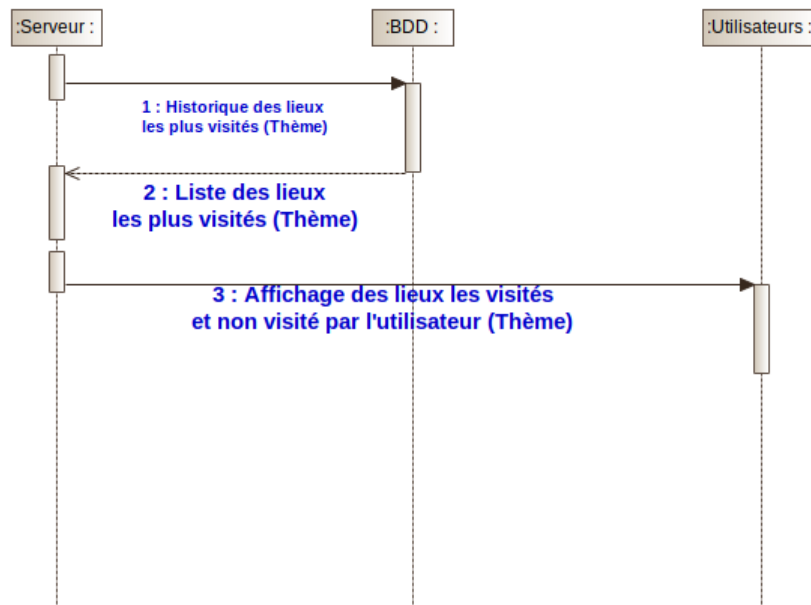 :Serveur :
:BDD :
:Utilisateurs :
1 : Historique des lieux
les plus visités (Thème)
2 : Liste des lieux
les plus visités (Thème)
3 : Affichage des lieux les visités
et non visité par l'utilisateur (Thème)